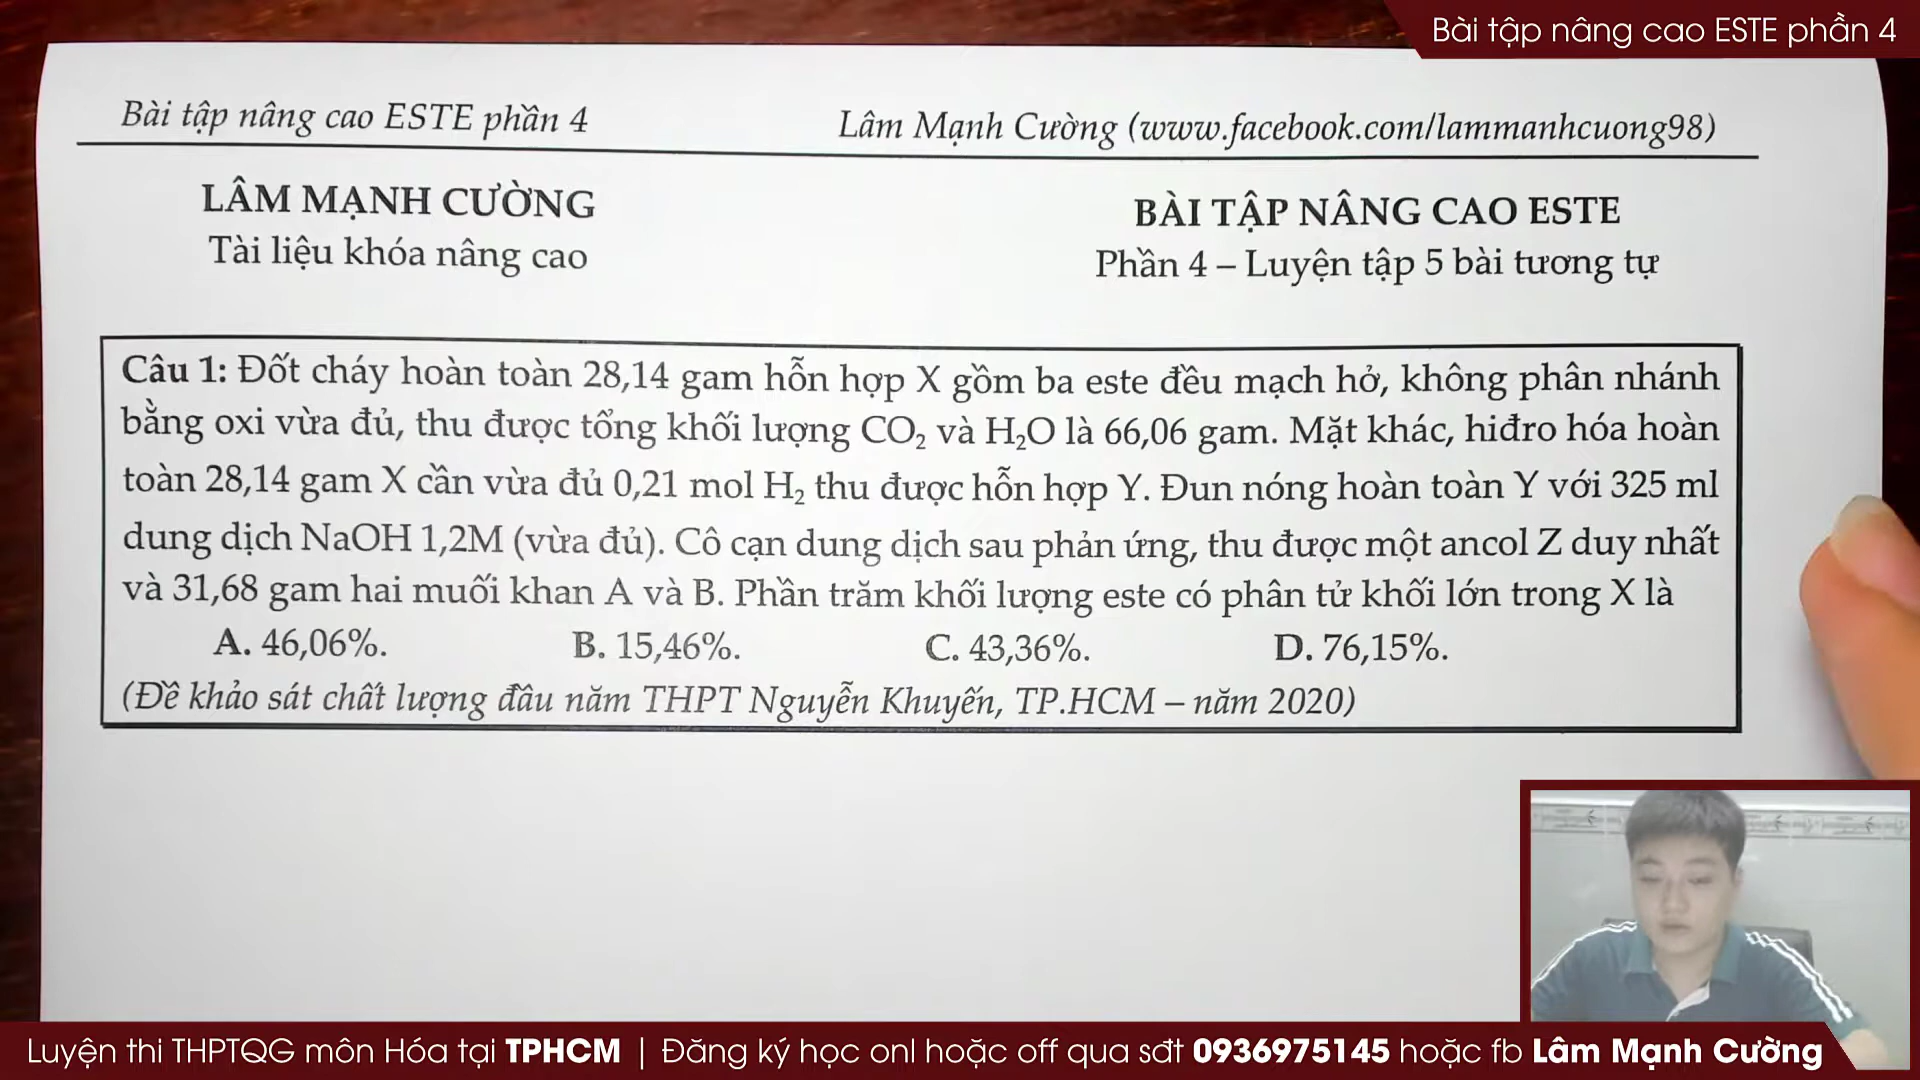 Bài tập nâng cao ESTE phần 4
Bài tập nâng cao ESTE phần 4 Lâm Mạnh Cường (www.facebook.com/lammanhcuong98)
LÂM MẠNH CƯỜNG BÀI TẬP NÂNG CAO ESTE
Tài liệu khóa nâng cao Phần 4 – Luyện tập 5 bài tương tự
Câu 1: Đốt cháy hoàn toàn 28,14 gam hỗn hợp X gồm ba este đều mạch hở, không phân nhánh
bằng oxi vừa đủ, thu được tổng khối lượng CO₂ và H₂O là 66,06 gam. Mặt khác, hiđro hóa hoàn
toàn 28,14 gam X cần vừa đủ 0,21 mol H₂ thu được hỗn hợp Y. Đun nóng hoàn toàn Y với 325 ml
dung dịch NaOH 1,2M (vừa đủ). Cô cạn dung dịch sau phản ứng, thu được một ancol Z duy nhất
và 31,68 gam hai muối khan A và B. Phần trăm khối lượng este có phân tử khối lớn trong X là
A. 46,06%. B. 15,46%. C. 43,36%. D. 76,15%.
(Đề khảo sát chất lượng đầu năm THPT Nguyễn Khuyến, TP.HCM – năm 2020)
Luyện thi THPTQG môn Hóa tại TPHCM | Đăng ký học onl hoặc off qua sđt 0936975145 hoặc fb Lâm Mạnh Cường